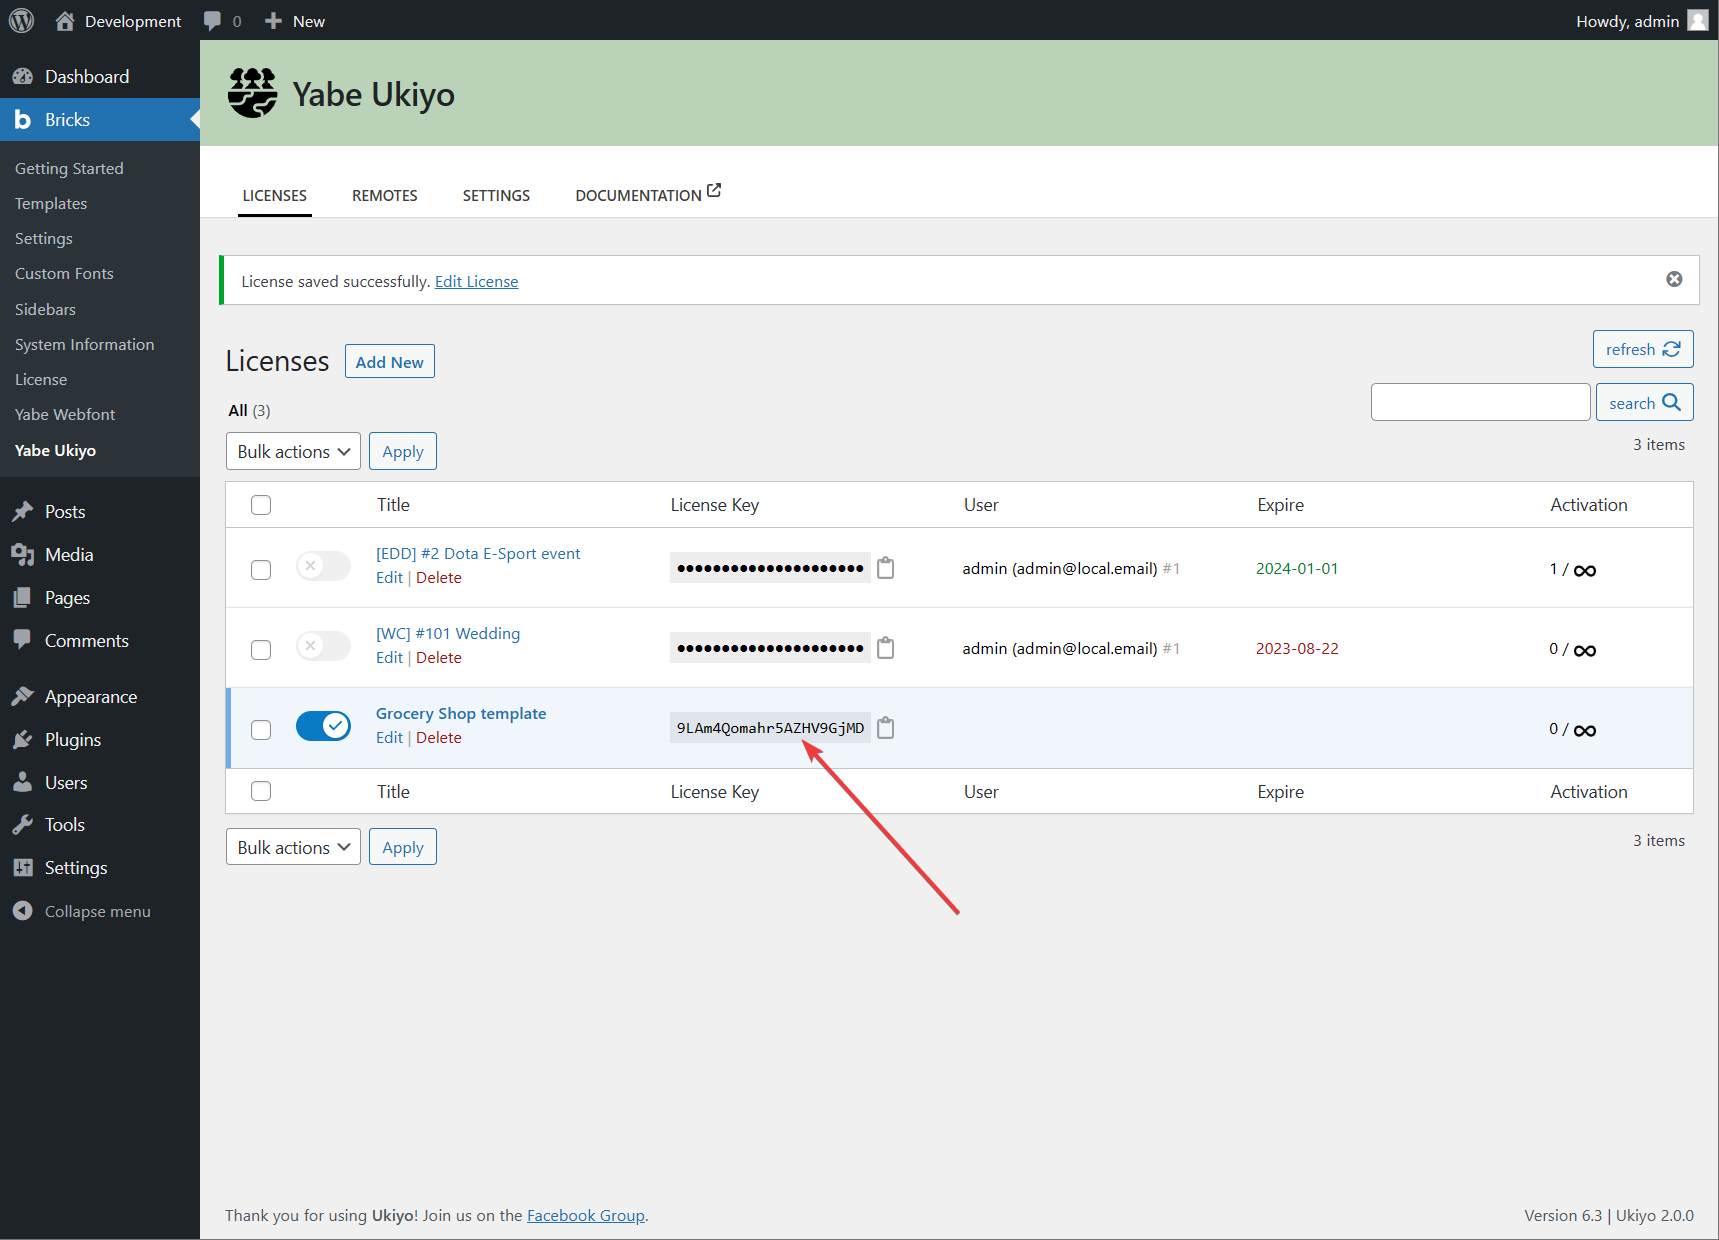 Development 0 New Howdy, admin
Dashboard
Bricks
Getting Started
Templates
Settings
Custom Fonts
Sidebars
System Information
License
Yabe Webfont
Yabe Ukiyo
Posts
Media
Pages
Comments
Appearance
Plugins
Users
Tools
Settings
Collapse menu
Yabe Ukiyo
LICENSES REMOTES SETTINGS DOCUMENTATION
License saved successfully. Edit License
Licenses Add New refresh
All (3) search
Bulk actions Apply 3 items
Title License Key User Expire Activation
[EDD] #2 Dota E-Sport event
Edit | Delete
●●●●●●●●●●●●●●●●●●●●● admin (admin@local.email) #1 2024-01-01 1 / ∞
[WC] #101 Wedding
Edit | Delete
●●●●●●●●●●●●●●●●●●●●● admin (admin@local.email) #1 2023-08-22 0 / ∞
Grocery Shop template
Edit | Delete
9LAm4Qomahr5AZHV9GjMD 0 / ∞
Title License Key User Expire Activation
Bulk actions Apply 3 items
Thank you for using Ukiyo! Join us on the Facebook Group. Version 6.3 | Ukiyo 2.0.0